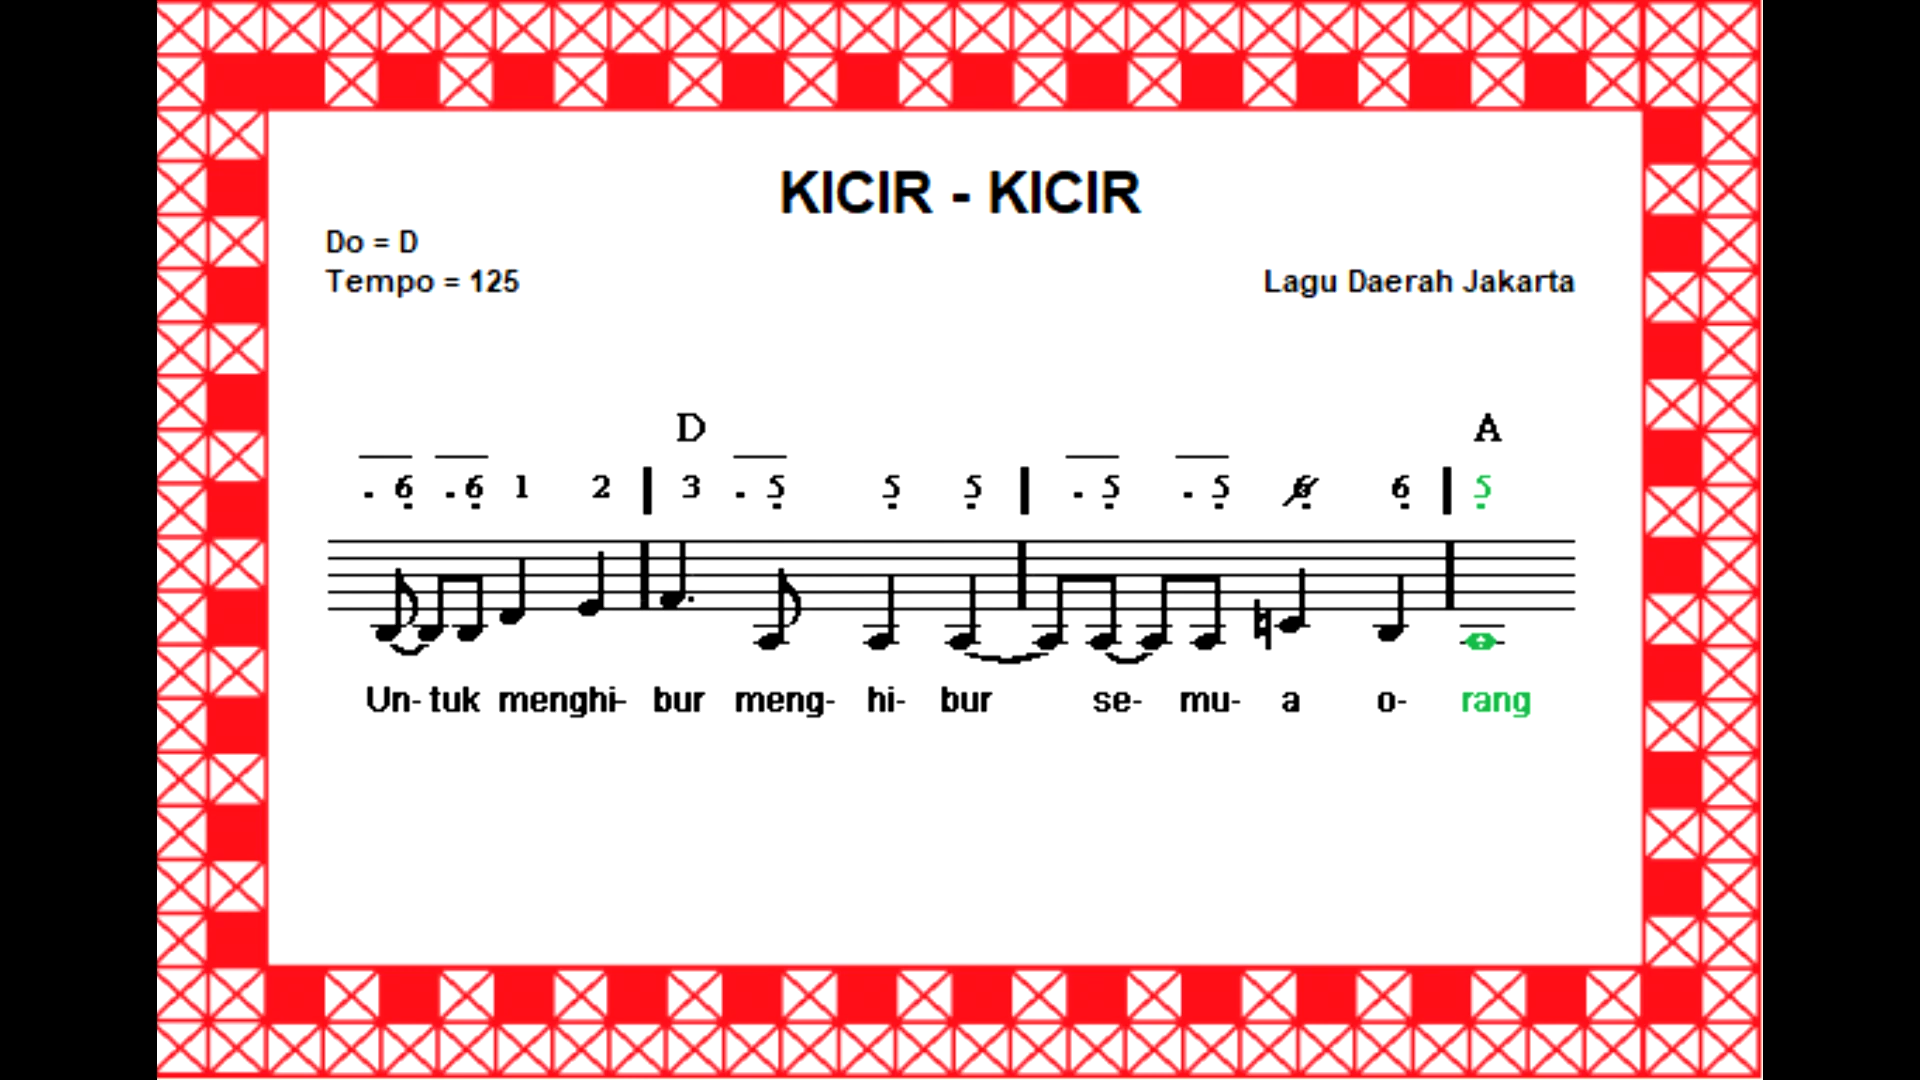 KICIR - KICIR
Do = D
Tempo = 125
Lagu Daerah Jakarta
D A
. 6 . 6 1 2 | 3 . 5 5 5 | . 5 . 5 6 6 | 5
Un- tuk menghi- bur meng- hi- bur se- mu- a o- rang